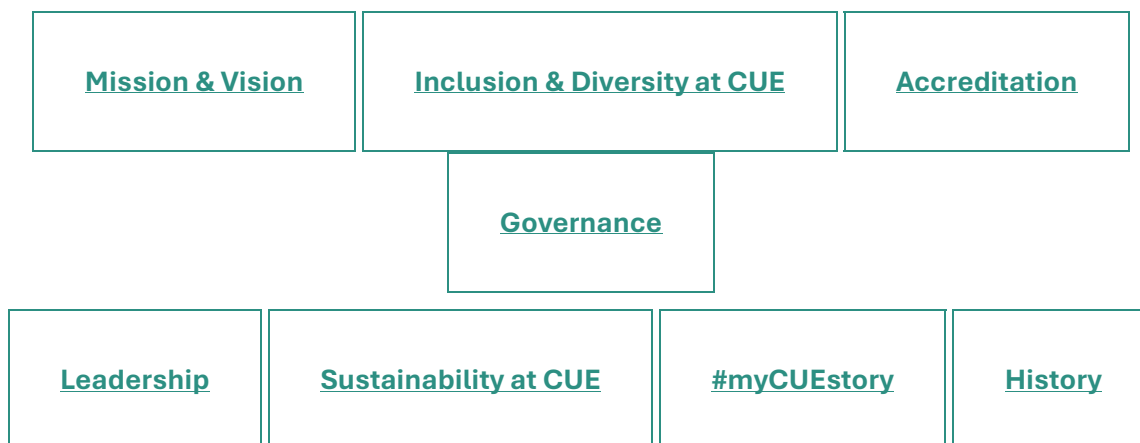 Mission & Vision
Inclusion & Diversity at CUE
Accreditation
Governance
Leadership
Sustainability at CUE
#myCUEstory
History